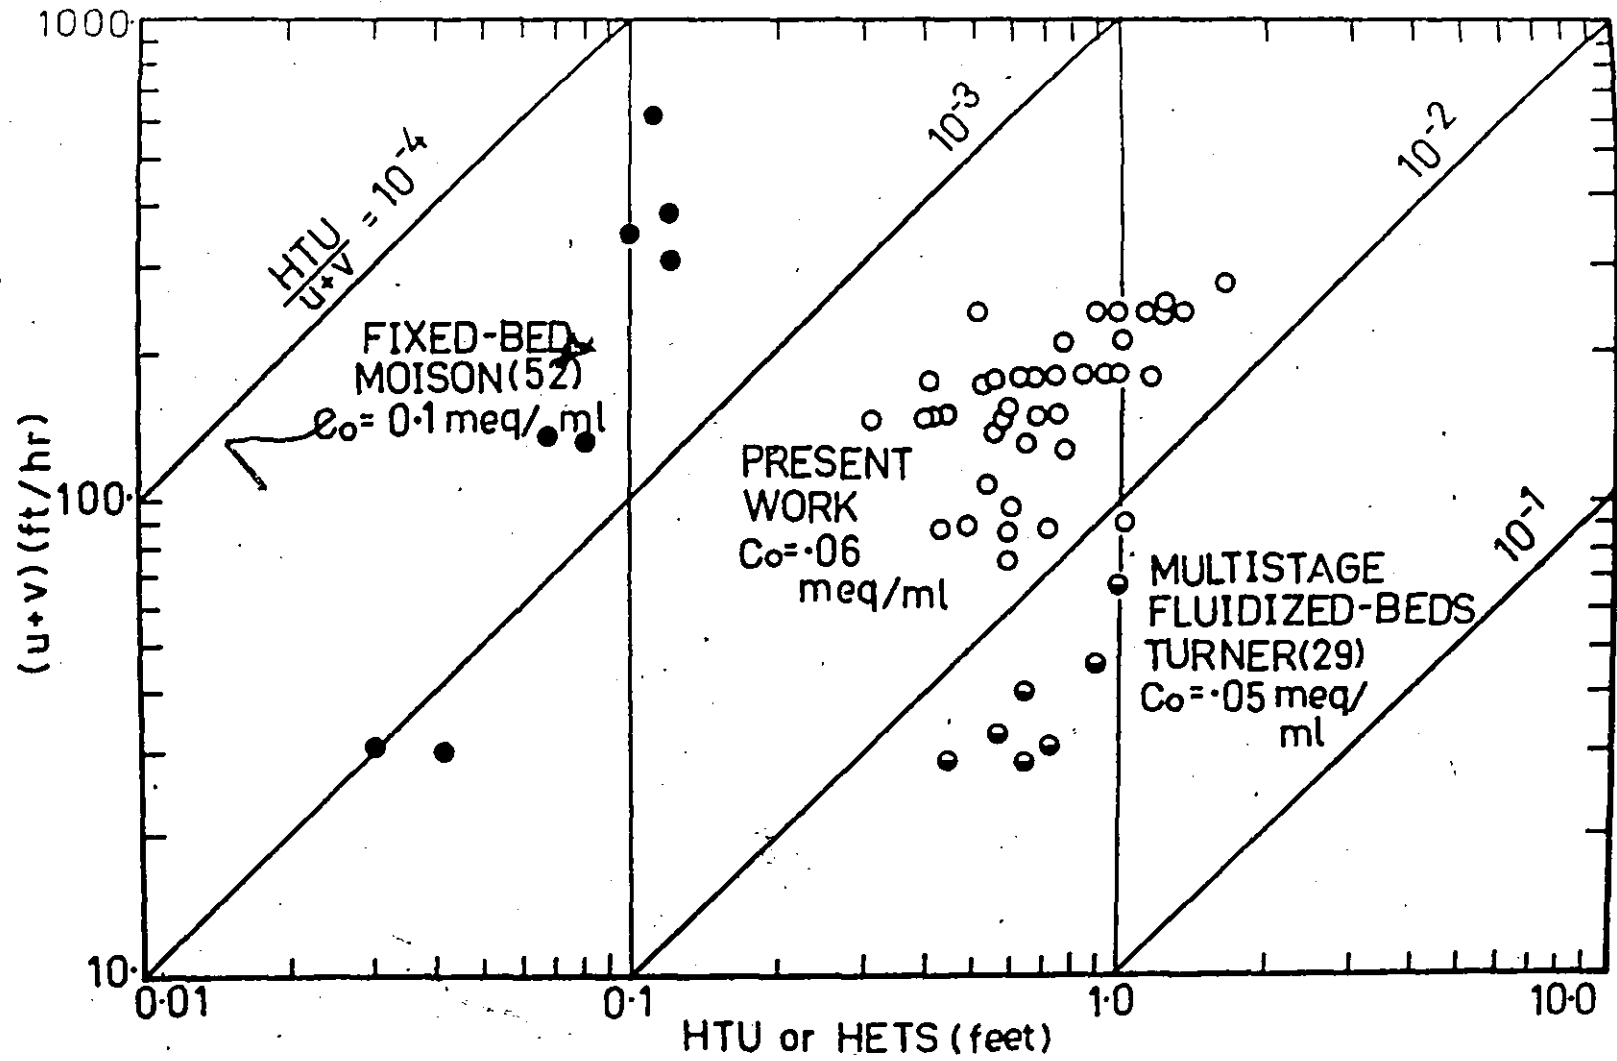 1000
100
10
(u+v) (ft/hr)
HTU
u+v
= 10-4
10-3
10-2
10-1
FIXED-BED
MOISON(52)
Co= 0·1 meq/ml
PRESENT
WORK
Co=·06
meq/ml
MULTISTAGE
FLUIDIZED-BEDS
TURNER(29)
Co=·05 meq/
ml
0·01
0·1
1·0
10·0
HTU or HETS (feet)